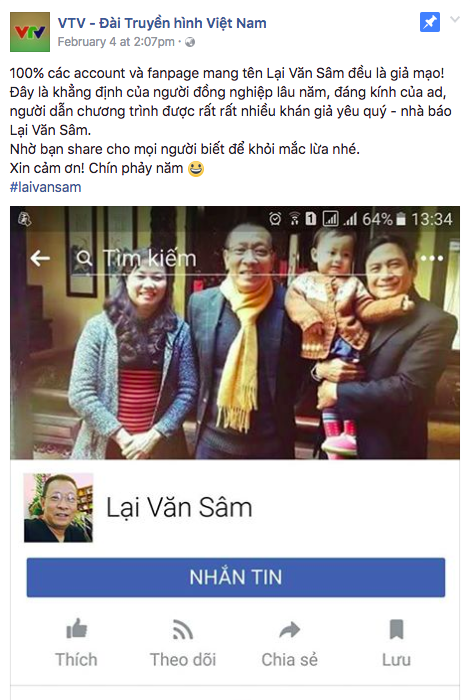 VTV
VTV - Đài Truyền hình Việt Nam
February 4 at 2:07pm ·
100% các account và fanpage mang tên Lại Văn Sâm đều là giả mạo!
Đây là khẳng định của người đồng nghiệp lâu năm, đáng kính của ad,
người dẫn chương trình được rất rất nhiều khán giả yêu quý - nhà báo
Lại Văn Sâm.
Nhờ bạn share cho mọi người biết để khỏi mắc lừa nhé.
Xin cảm ơn! Chín phảy năm 😀
#laivansam
1 64% 13:34
Tìm kiếm
Lại Văn Sâm
NHẮN TIN
Thích Theo dõi Chia sẻ Lưu